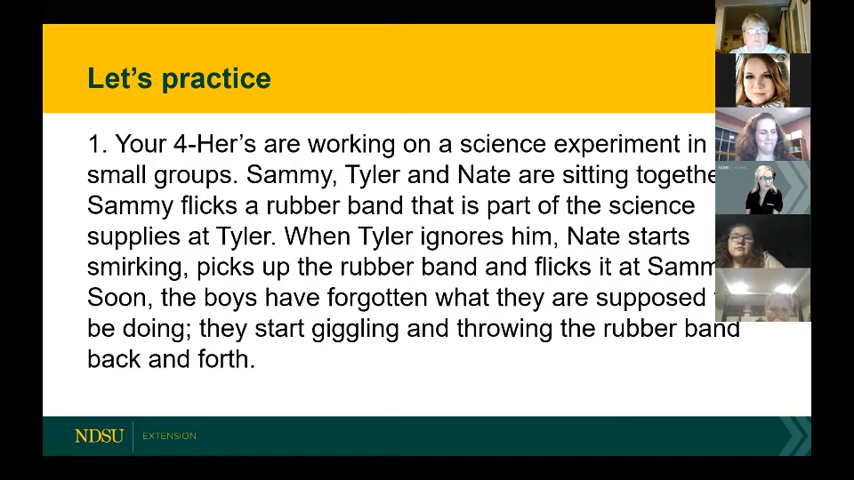 Let's practice
1. Your 4-Her's are working on a science experiment in
small groups. Sammy, Tyler and Nate are sitting
Sammy flicks a rubber band that is part of the science
supplies at Tyler. When Tyler ignores him, Nate starts
smirking, picks up the rubber band and flicks it at
Soon, the boys have forgotten what they are supposed
be doing; they start giggling and throwing the rubber band
back and forth.
NDSU EXTENSION